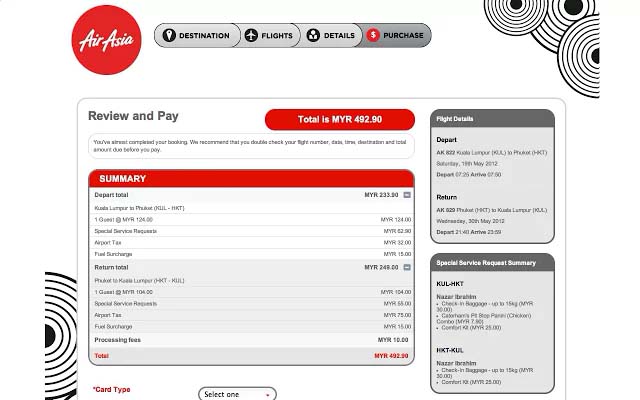 AirAsia
DESTINATION
FLIGHTS
DETAILS
$ PURCHASE
Review and Pay
Total is MYR 492.90
You've almost completed your booking. We recommend that you double check your flight number, date, time, destination and total
amount due before you pay.
SUMMARY
Depart total MYR 233.90
Kuala Lumpur to Phuket (KUL - HKT)
1 Guest @ MYR 124.00 MYR 124.00
Special Service Requests MYR 62.90
Airport Tax MYR 32.00
Fuel Surcharge MYR 15.00
Return total MYR 249.00
Phuket to Kuala Lumpur (HKT - KUL)
1 Guest @ MYR 104.00 MYR 104.00
Special Service Requests MYR 55.00
Airport Tax MYR 75.00
Fuel Surcharge MYR 15.00
Processing fees MYR 10.00
Total MYR 492.90
*Card Type Select one
Flight Details
Depart
AK 822 Kuala Lumpur (KUL) to Phuket (HKT)
Saturday, 19th May 2012
Depart 07:25 Arrive 07:50
Return
AK 829 Phuket (HKT) to Kuala Lumpur (KUL)
Wednesday, 30th May 2012
Depart 21:40 Arrive 23:59
Special Service Request Summary
KUL-HKT
Nazar Ibrahim
• Check-In Baggage - up to 15kg (MYR
30.00)
• Caterham's Pit Stop Panini (Chicken)
Combo (MYR 7.90)
• Comfort Kit (MYR 25.00)
HKT-KUL
Nazar Ibrahim
• Check-In Baggage - up to 15kg (MYR
30.00)
• Comfort Kit (MYR 25.00)